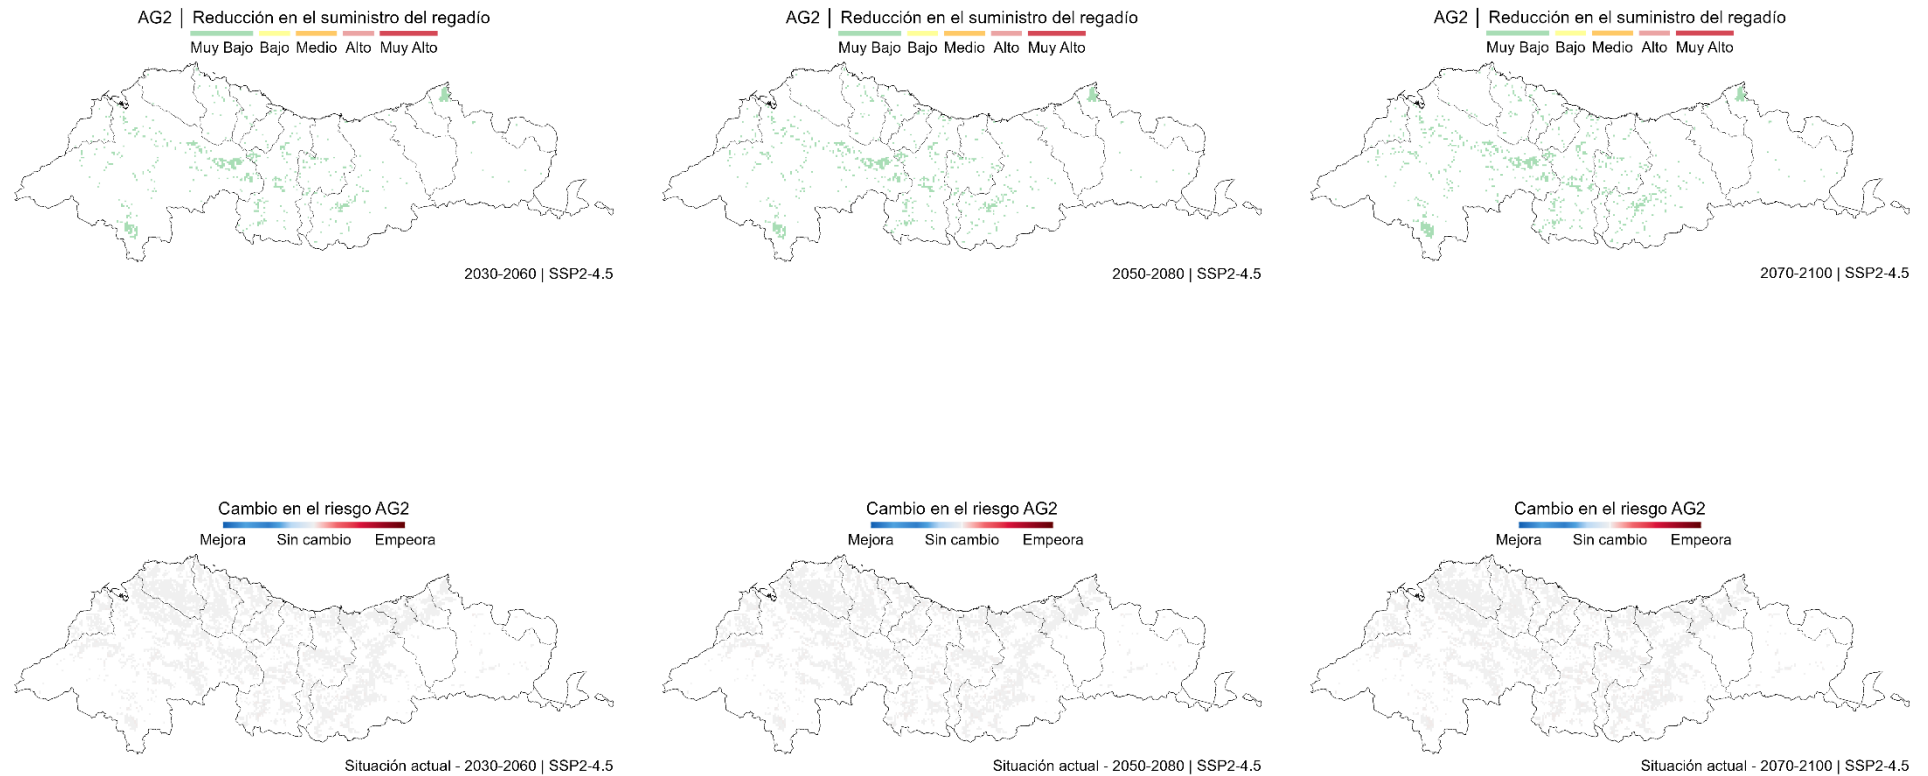 AG2 | Reducción en el suministro del regadío
Muy Bajo Bajo Medio Alto Muy Alto
2030-2060 | SSP2-4.5
AG2 | Reducción en el suministro del regadío
Muy Bajo Bajo Medio Alto Muy Alto
2050-2080 | SSP2-4.5
AG2 | Reducción en el suministro del regadío
Muy Bajo Bajo Medio Alto Muy Alto
2070-2100 | SSP2-4.5
Cambio en el riesgo AG2
Mejora Sin cambio Empeora
Situación actual - 2030-2060 | SSP2-4.5
Cambio en el riesgo AG2
Mejora Sin cambio Empeora
Situación actual - 2050-2080 | SSP2-4.5
Cambio en el riesgo AG2
Mejora Sin cambio Empeora
Situación actual - 2070-2100 | SSP2-4.5